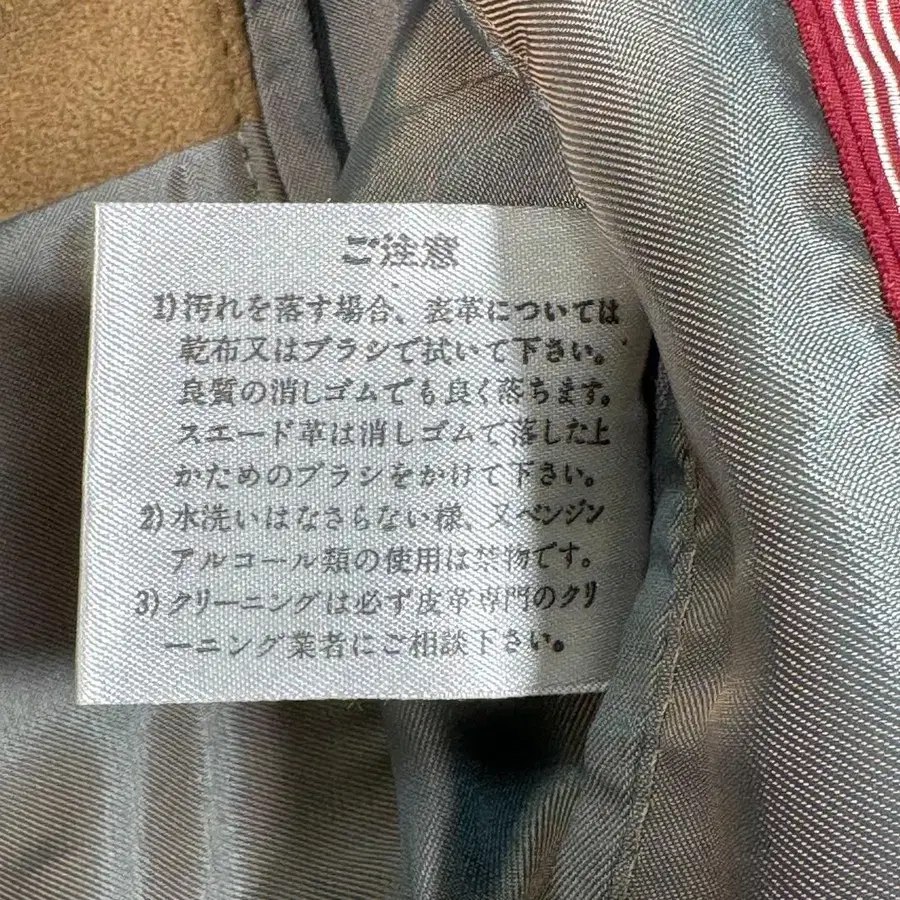 ご注意
1)汚れを落す場合、表革については
乾布又はブラシで拭いて下さい。
良質の消しゴムでも良く落ちます。
スエード革は消しゴムで落した上
かためのブラシをかけて下さい。
2)水洗いはなさらない様、又ベンジン
アルコール類の使用は禁物です。
3)クリーニングは必ず皮革専門のクリ
ーニング業者にご相談下さい。